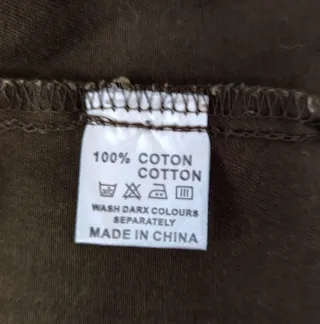 100% COTON
COTTON
WASH DARX COLOURS
SEPARATELY
MADE IN CHINA